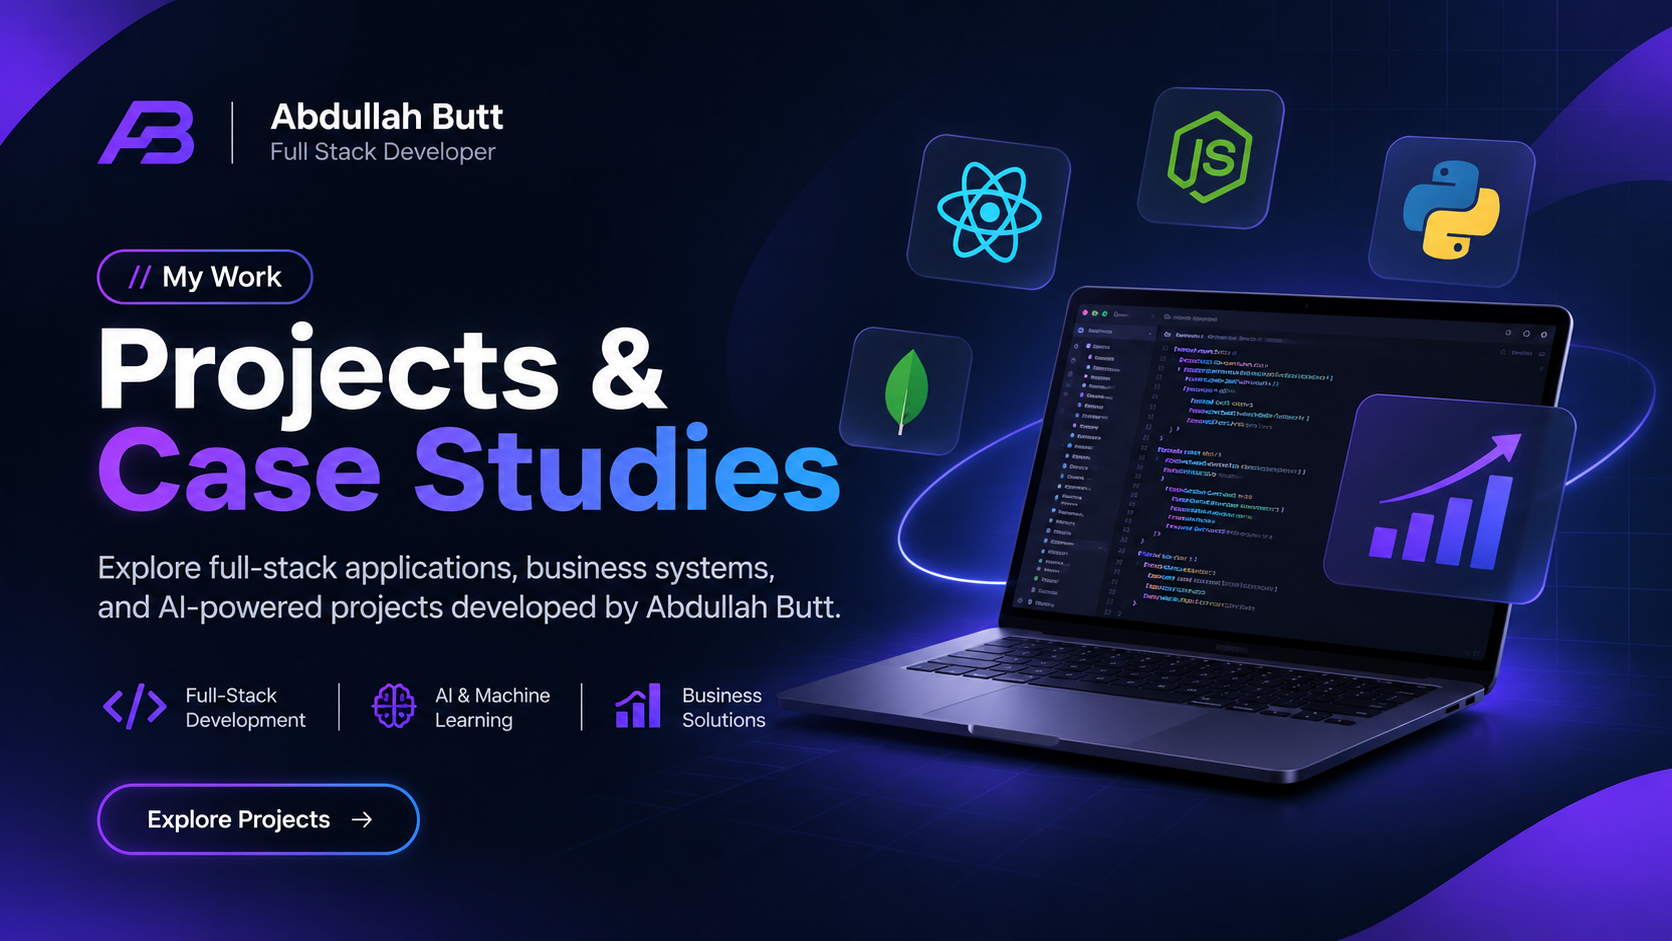 AB
Abdullah Butt
Full Stack Developer
// My Work
Projects &
Case Studies
Explore full-stack applications, business systems,
and AI-powered projects developed by Abdullah Butt.
Full-Stack
Development
AI & Machine
Learning
Business
Solutions
Explore Projects →
JS